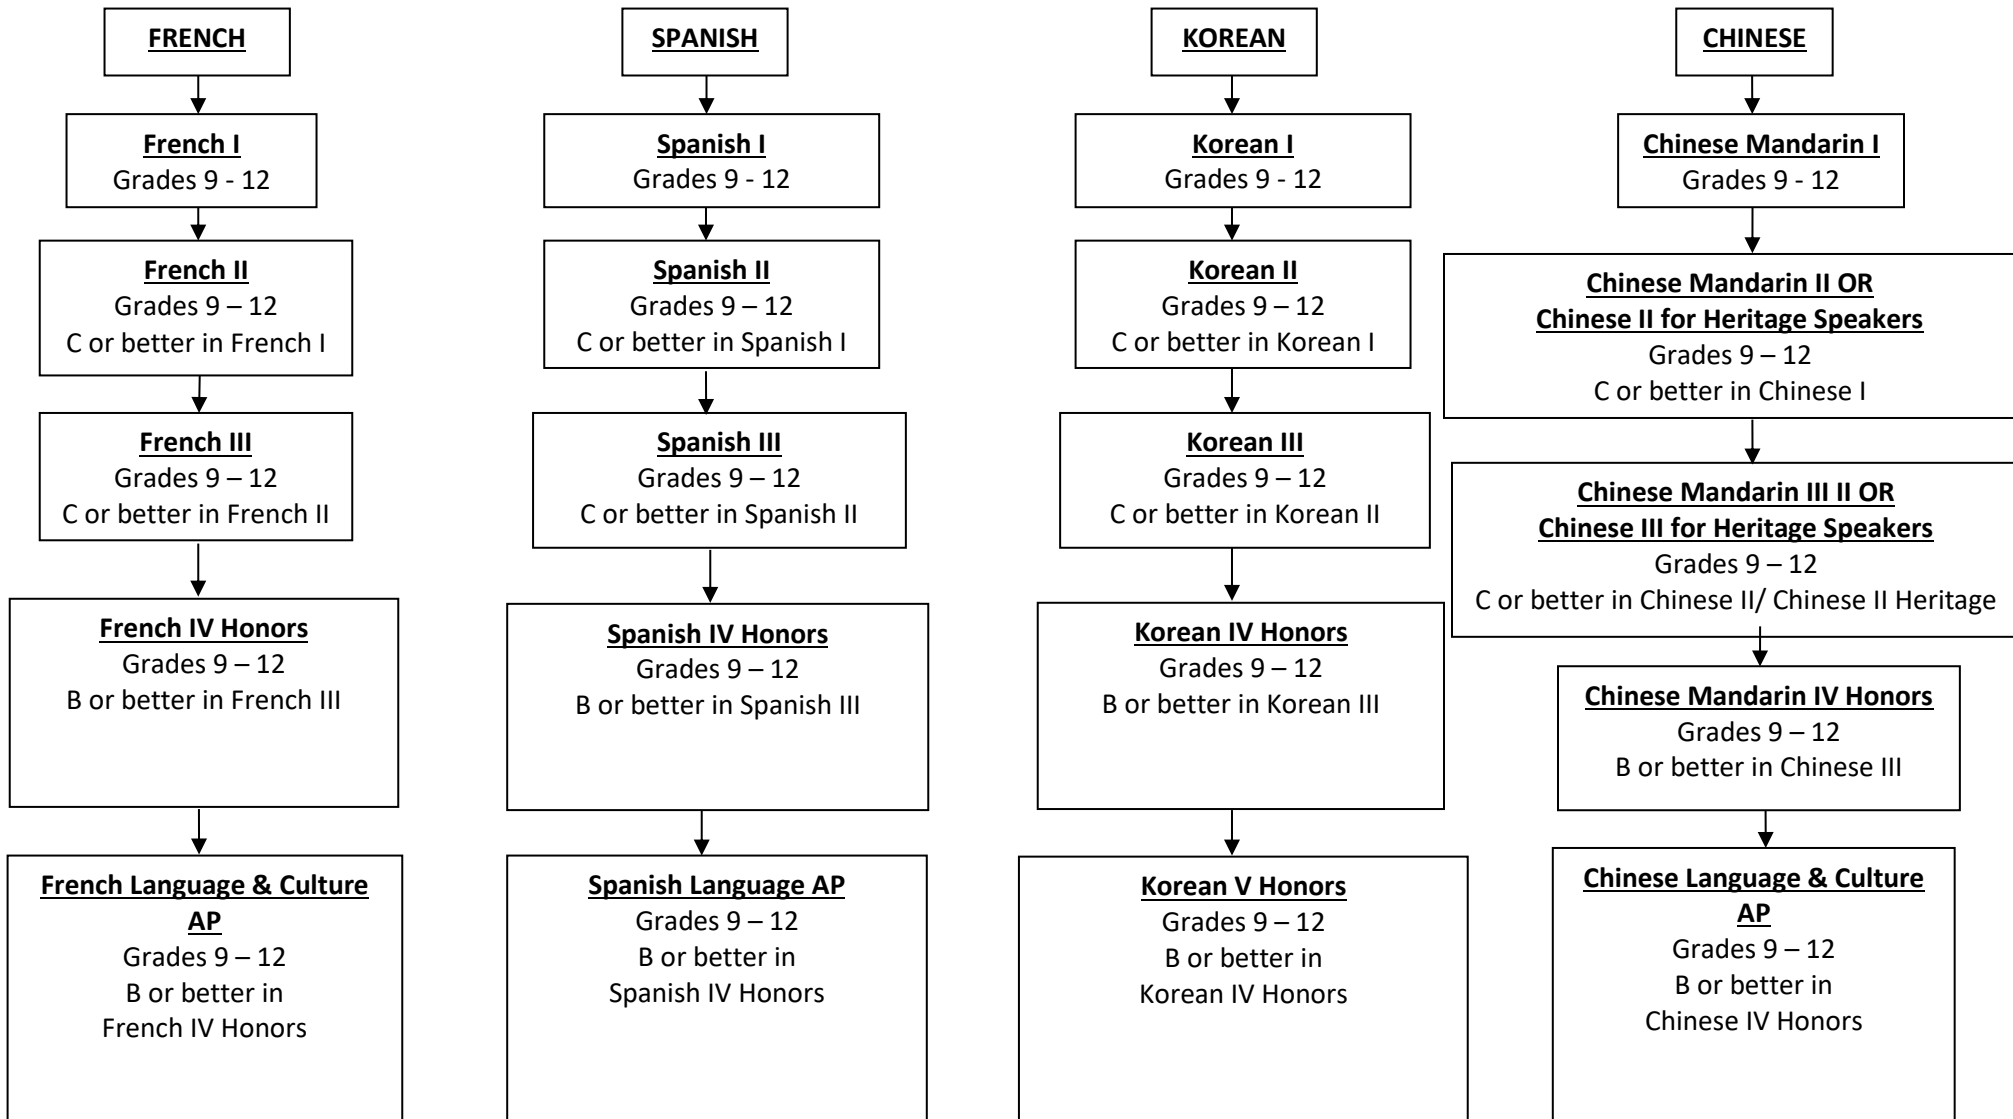 FRENCH
French I
Grades 9 - 12
French II
Grades 9 – 12
C or better in French I
French III
Grades 9 – 12
C or better in French II
French IV Honors
Grades 9 – 12
B or better in French III
French Language & Culture
AP
Grades 9 – 12
B or better in
French IV Honors
SPANISH
Spanish I
Grades 9 - 12
Spanish II
Grades 9 – 12
C or better in Spanish I
Spanish III
Grades 9 – 12
C or better in Spanish II
Spanish IV Honors
Grades 9 – 12
B or better in Spanish III
Spanish Language AP
Grades 9 – 12
B or better in
Spanish IV Honors
KOREAN
Korean I
Grades 9 - 12
Korean II
Grades 9 – 12
C or better in Korean I
Korean III
Grades 9 – 12
C or better in Korean II
Korean IV Honors
Grades 9 – 12
B or better in Korean III
Korean V Honors
Grades 9 – 12
B or better in
Korean IV Honors
CHINESE
Chinese Mandarin I
Grades 9 - 12
Chinese Mandarin II OR
Chinese II for Heritage Speakers
Grades 9 – 12
C or better in Chinese I
Chinese Mandarin III II OR
Chinese III for Heritage Speakers
Grades 9 – 12
C or better in Chinese II/ Chinese II Heritage
Chinese Mandarin IV Honors
Grades 9 – 12
B or better in Chinese III
Chinese Language & Culture
AP
Grades 9 – 12
B or better in
Chinese IV Honors